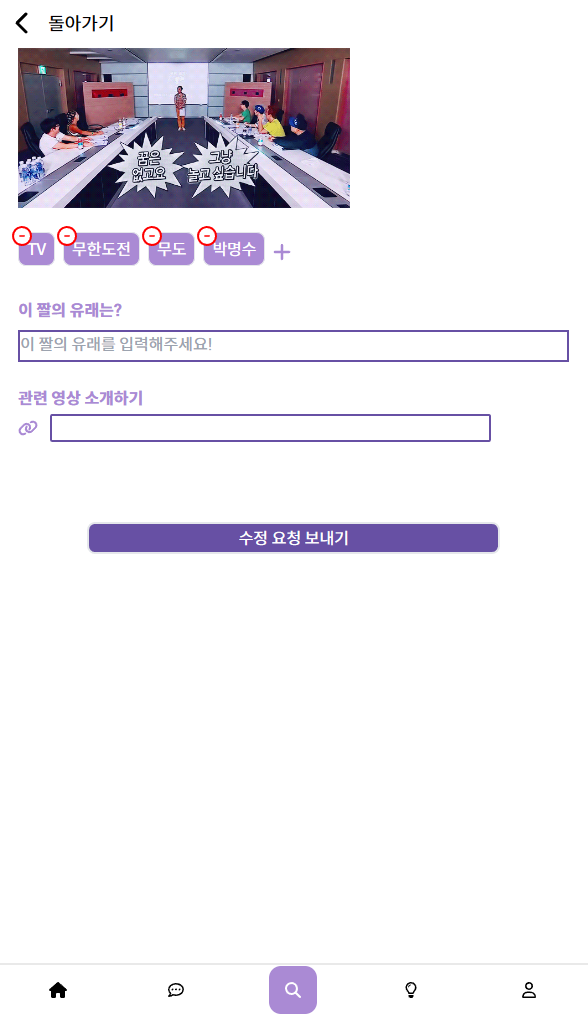 돌아가기
꿈은
없고요
그냥
놀고 싶습니다
TV
무한도전
무도
박명수
이 짤의 유래는?
이 짤의 유래를 입력해주세요!
관련 영상 소개하기
수정 요청 보내기